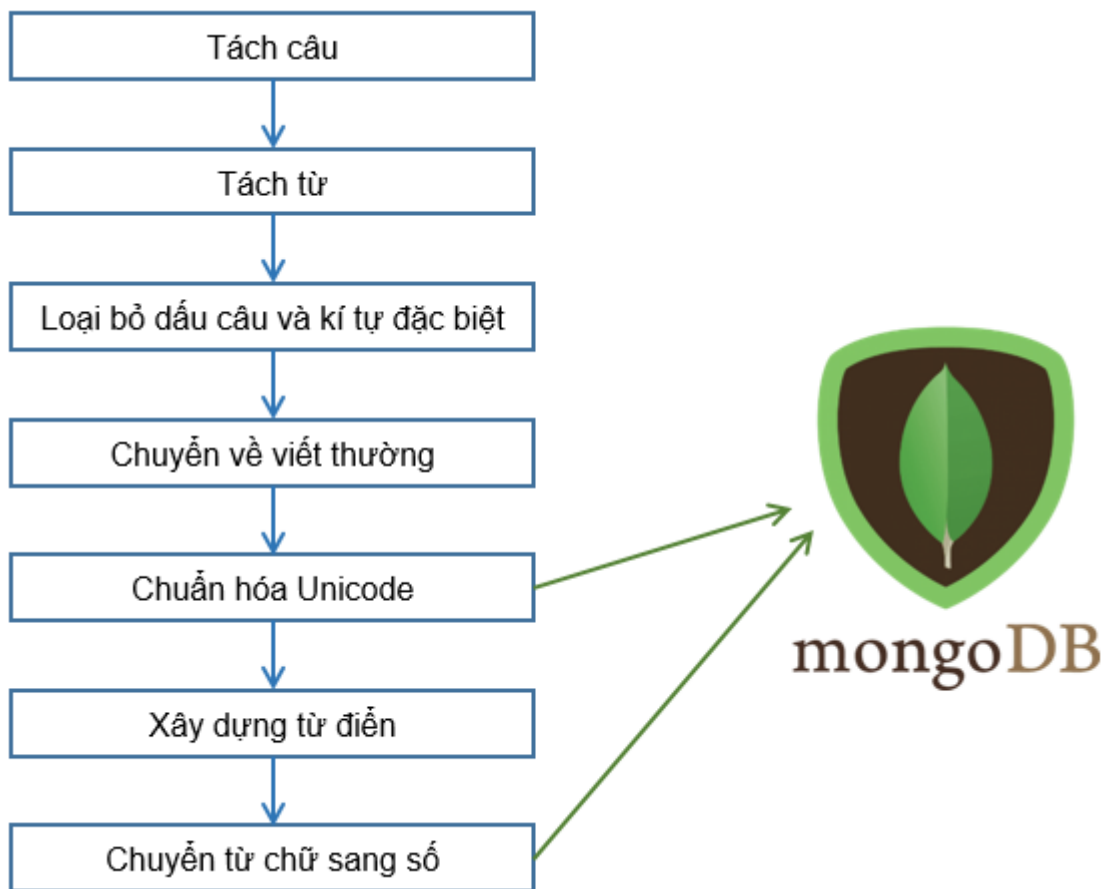 Tách câu
Tách từ
Loại bỏ dấu câu và kí tự đặc biệt
Chuyển về viết thường
Chuẩn hóa Unicode
Xây dựng từ điển
Chuyển từ chữ sang số
mongoDB